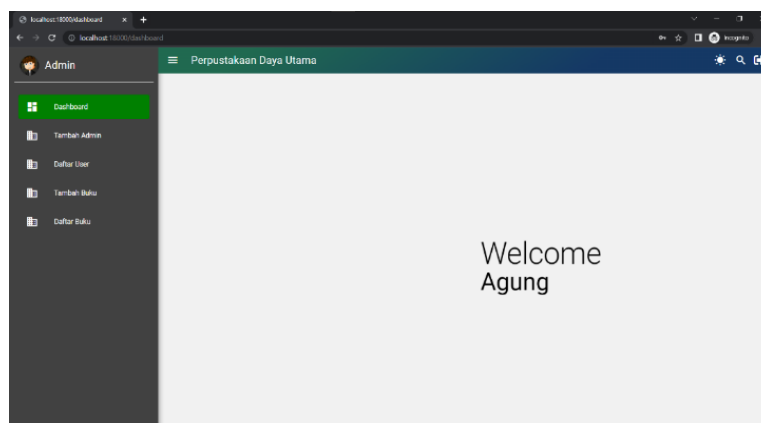 localhost:18000/dashboard
localhost:18000/dashboard
Incognito
Admin
Perpustakaan Daya Utama
Dashboard
Tambah Admin
Daftar User
Tambah Buku
Daftar Buku
Welcome
Agung